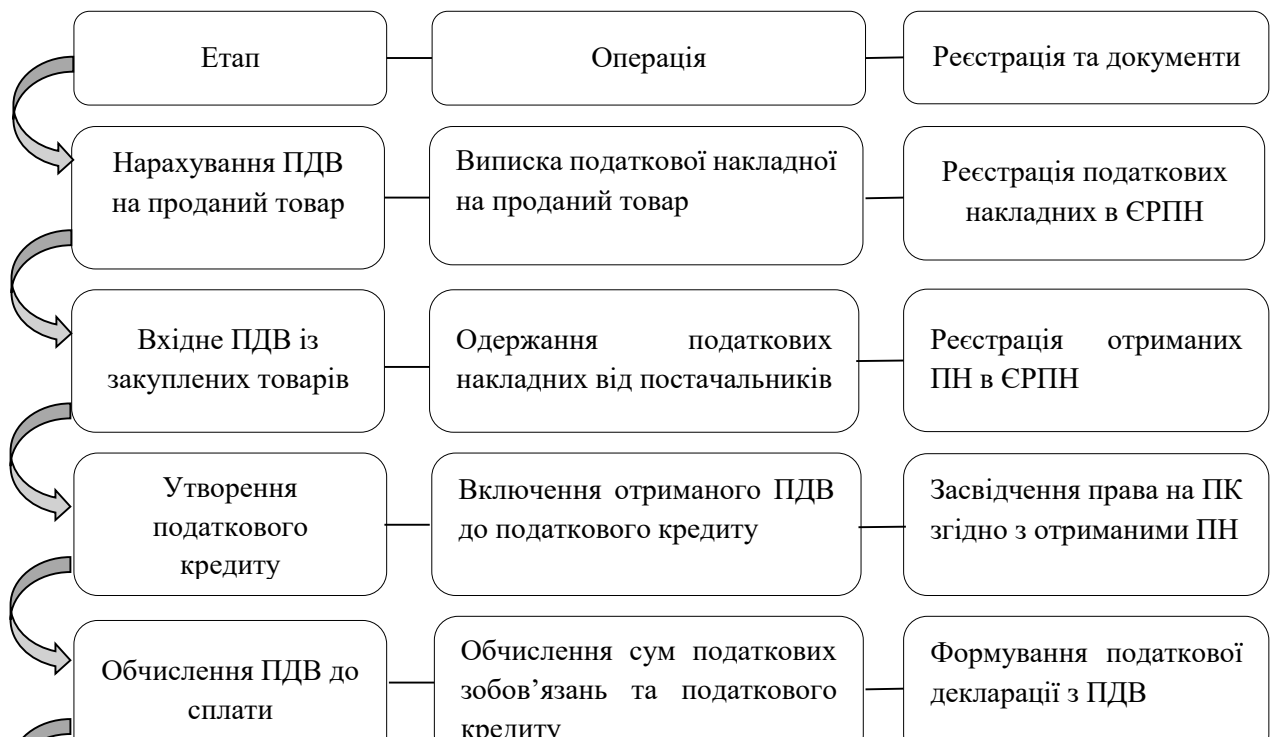 Етап
Операція
Реєстрація та документи
Нарахування ПДВ
на проданий товар
Виписка податкової накладної
на проданий товар
Реєстрація податкових
накладних в ЄРПН
Вхідне ПДВ із
закуплених товарів
Одержання податкових
накладних від постачальників
Реєстрація отриманих
ПН в ЄРПН
Утворення
податкового
кредиту
Включення отриманого ПДВ
до податкового кредиту
Засвідчення права на ПК
згідно з отриманими ПН
Обчислення ПДВ до
сплати
Обчислення сум податкових
зобов’язань та податкового
кредиту
Формування податкової
декларації з ПДВ